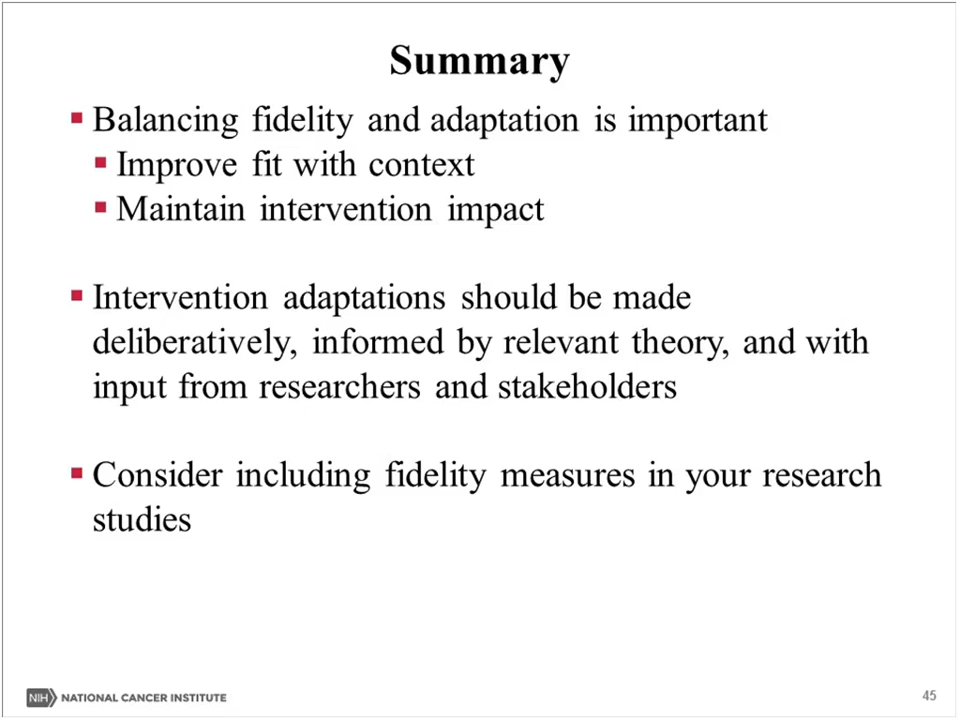 Summary
▪ Balancing fidelity and adaptation is important
▪ Improve fit with context
▪ Maintain intervention impact
▪ Intervention adaptations should be made
deliberatively, informed by relevant theory, and with
input from researchers and stakeholders
▪ Consider including fidelity measures in your research
studies
NIH NATIONAL CANCER INSTITUTE
45